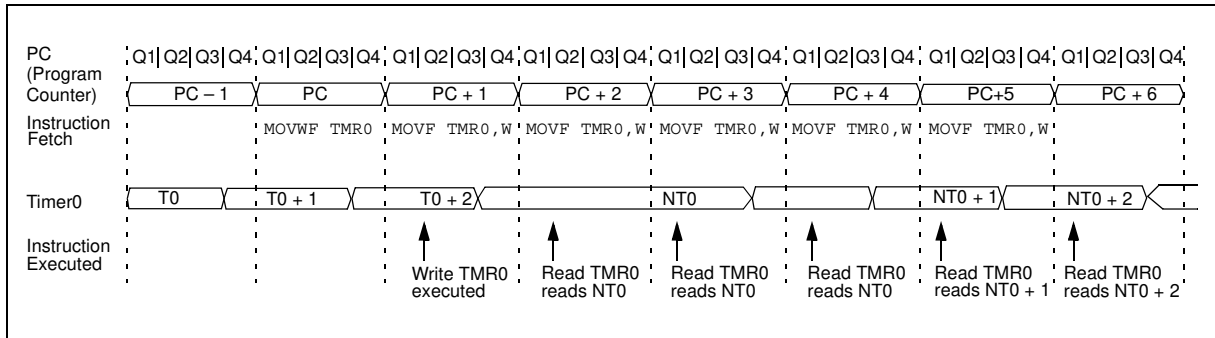 PC (Program Counter)
Q1 Q2 Q3 Q4 Q1 Q2 Q3 Q4 Q1 Q2 Q3 Q4 Q1 Q2 Q3 Q4 Q1 Q2 Q3 Q4 Q1 Q2 Q3 Q4 Q1 Q2 Q3 Q4 Q1 Q2 Q3 Q4
PC – 1 PC PC + 1 PC + 2 PC + 3 PC + 4 PC+5 PC + 6
Instruction Fetch
MOVWF TMR0 MOVF TMR0,W MOVF TMR0,W MOVF TMR0,W MOVF TMR0,W MOVF TMR0,W
Timer0
T0 T0 + 1 T0 + 2 NT0 NT0 + 1 NT0 + 2
Instruction Executed
Write TMR0 executed
Read TMR0 reads NT0
Read TMR0 reads NT0
Read TMR0 reads NT0
Read TMR0 reads NT0 + 1
Read TMR0 reads NT0 + 2